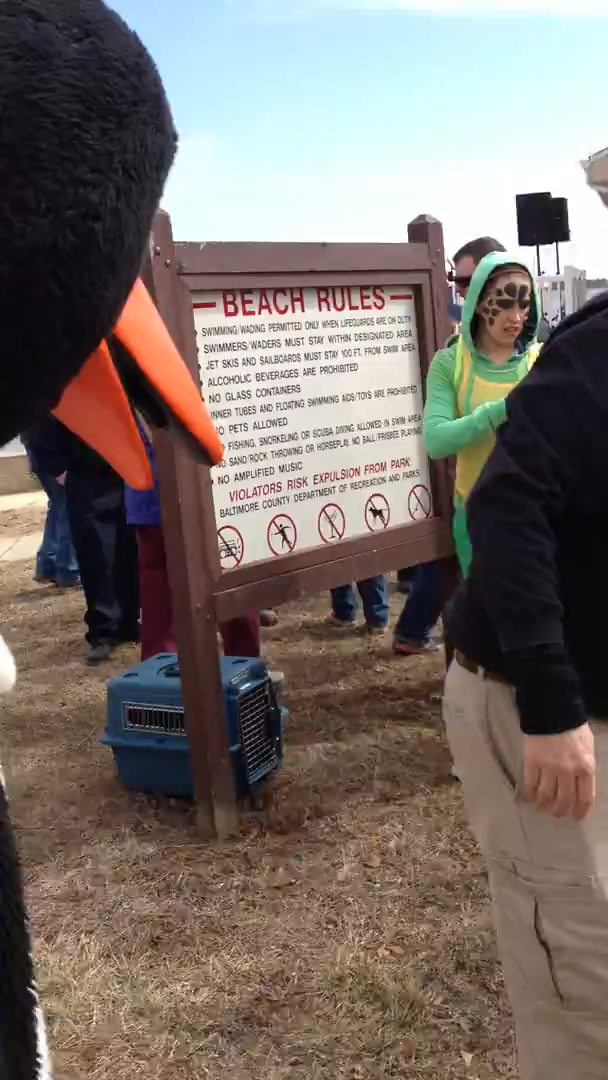 BEACH RULES
SWIMMING/WADING PERMITTED ONLY WHEN LIFEGUARDS ARE ON DUTY
SWIMMERS/WADERS MUST STAY WITHIN DESIGNATED AREA
JET SKIS AND SAILBOARDS MUST STAY 100 FT. FROM SWIM AREA
ALCOHOLIC BEVERAGES ARE PROHIBITED
NO GLASS CONTAINERS
INNER TUBES AND FLOATING SWIMMING AIDS/TOYS ARE PROHIBITED
NO PETS ALLOWED
FISHING, SNORKELING OR SCUBA DIVING ALLOWED IN SWIM AREA
NO SAND/ROCK THROWING OR HORSEPLAY. NO BALL/FRISBEE PLAYING
NO AMPLIFIED MUSIC
VIOLATORS RISK EXPULSION FROM PARK
BALTIMORE COUNTY DEPARTMENT OF RECREATION AND PARKS